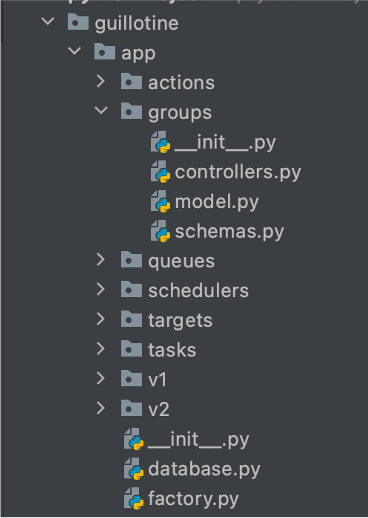 guillotine
app
actions
groups
__init__.py
controllers.py
model.py
schemas.py
queues
schedulers
targets
tasks
v1
v2
__init__.py
database.py
factory.py